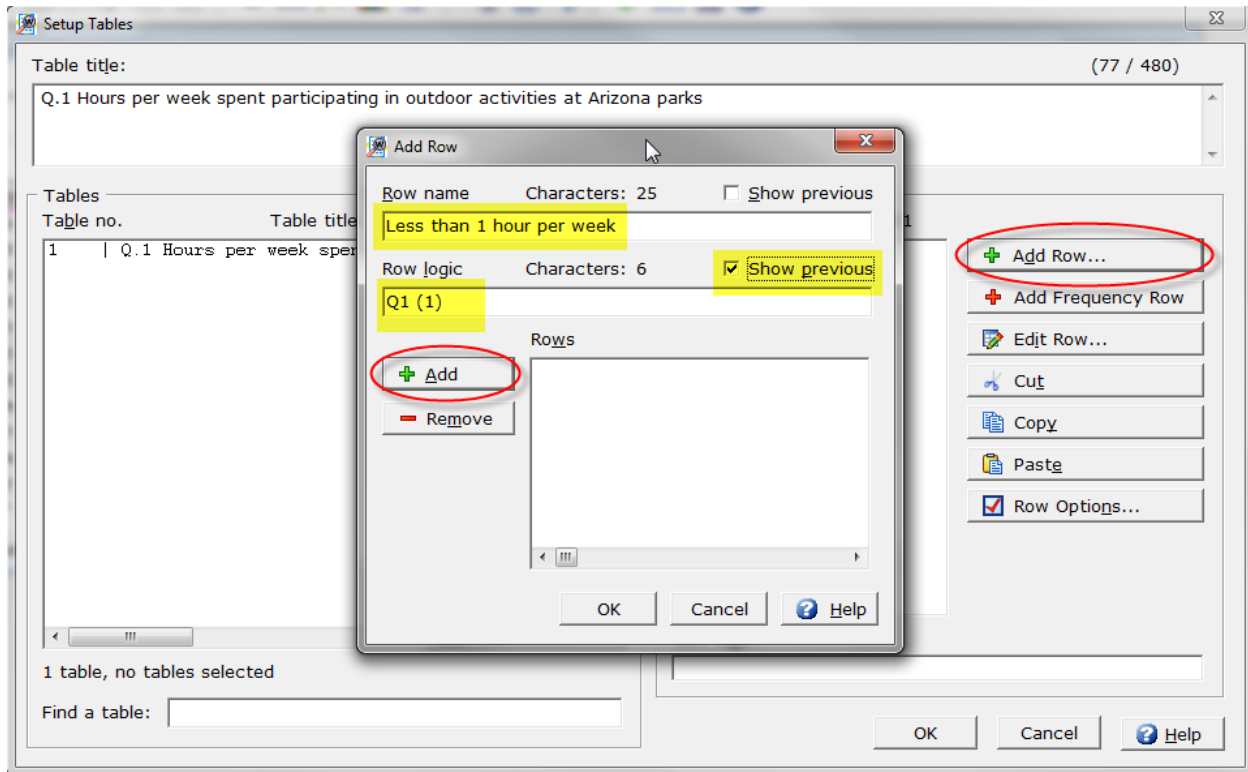 Setup Tables
Table title: (77 / 480)
Q.1 Hours per week spent participating in outdoor activities at Arizona parks
Tables
Table no. Table title
1 | Q.1 Hours per week sper
1 table, no tables selected
Find a table:
Add Row
Row name Characters: 25 Show previous
Less than 1 hour per week
Row logic Characters: 6 Show previous
Q1 (1)
Rows
Add
Remove
OK Cancel Help
1
Add Row...
Add Frequency Row
Edit Row...
Cut
Copy
Paste
Row Options...
OK Cancel Help